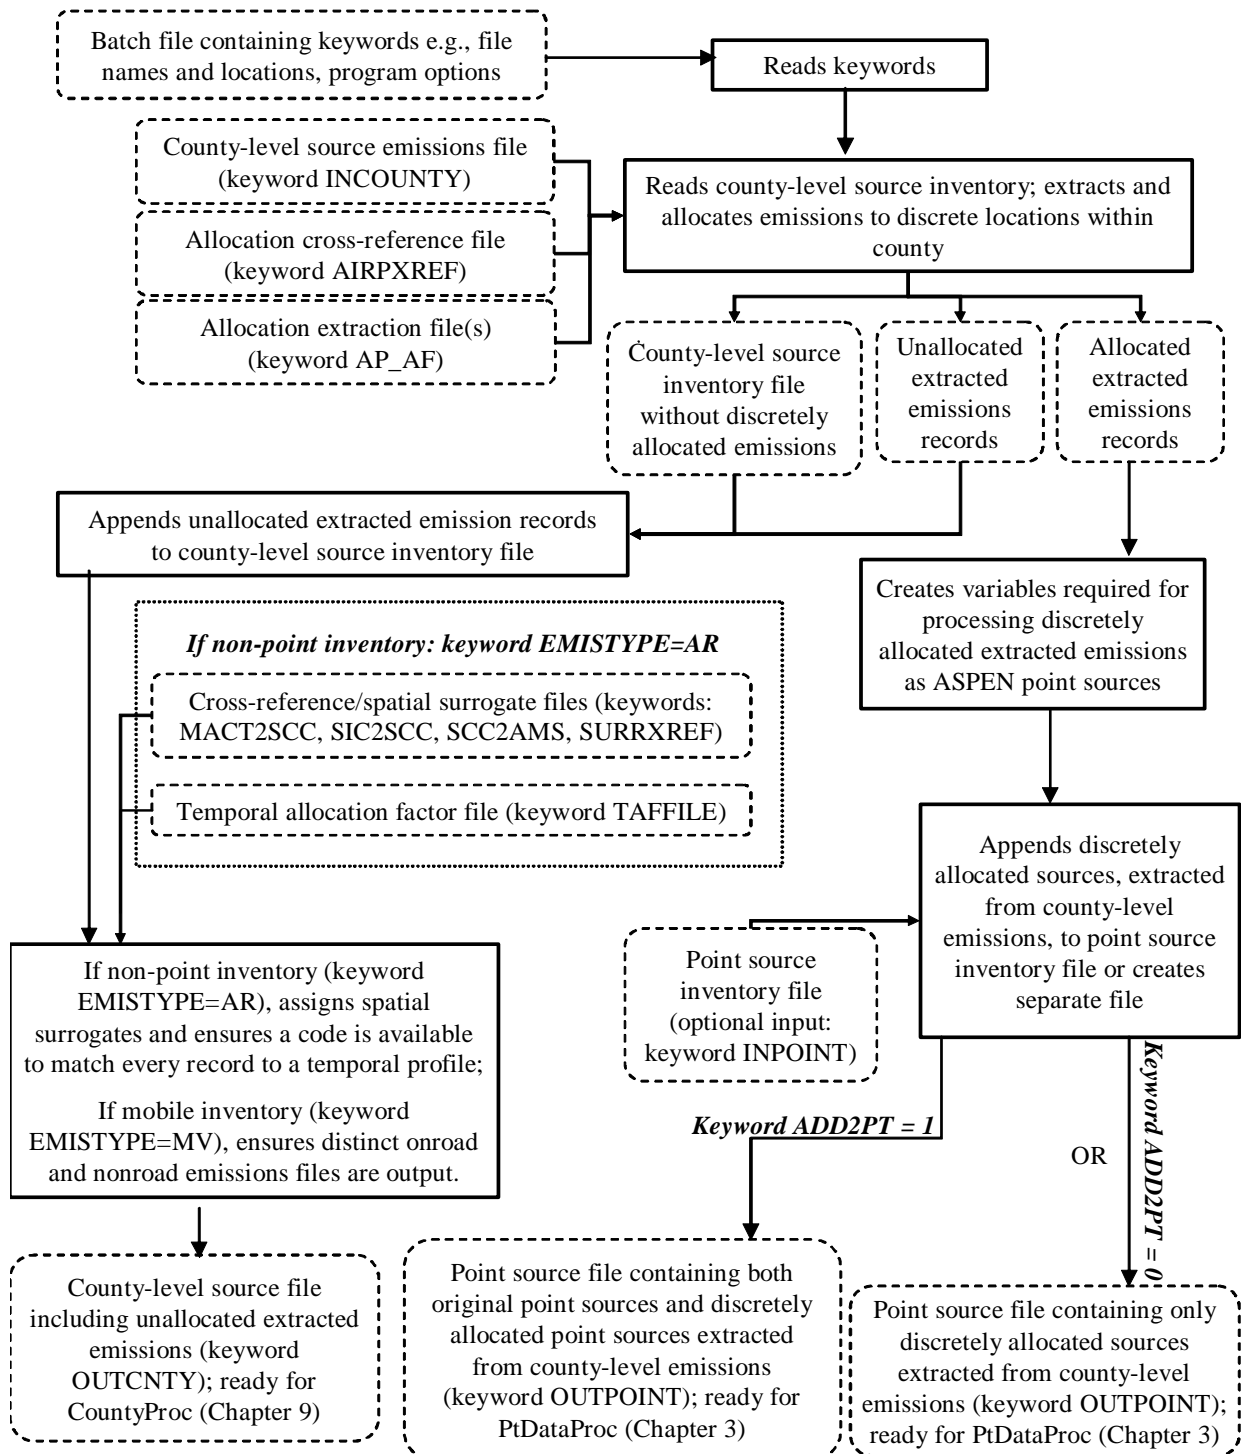 Batch file containing keywords e.g., file
names and locations, program options
Reads keywords
County-level source emissions file
(keyword INCOUNTY)
Allocation cross-reference file
(keyword AIRPXREF)
Allocation extraction file(s)
(keyword AP_AF)
Reads county-level source inventory; extracts and
allocates emissions to discrete locations within
county
County-level source
inventory file
without discretely
allocated emissions
Unallocated
extracted
emissions
records
Allocated
extracted
emissions
records
Appends unallocated extracted emission records
to county-level source inventory file
Creates variables required for
processing discretely
allocated extracted emissions
as ASPEN point sources
If non-point inventory: keyword EMISTYPE=AR
Cross-reference/spatial surrogate files (keywords:
MACT2SCC, SIC2SCC, SCC2AMS, SURRXREF)
Temporal allocation factor file (keyword TAFFILE)
Appends discretely
allocated sources, extracted
from county-level
emissions, to point source
inventory file or creates
separate file
Point source
inventory file
(optional input:
keyword INPOINT)
If non-point inventory (keyword
EMISTYPE=AR), assigns spatial
surrogates and ensures a code is available
to match every record to a temporal profile;
If mobile inventory (keyword
EMISTYPE=MV), ensures distinct onroad
and nonroad emissions files are output.
Keyword ADD2PT = 1
OR
Keyword ADD2PT = 0
County-level source file
including unallocated extracted
emissions (keyword
OUTCNTY); ready for
CountyProc (Chapter 9)
Point source file containing both
original point sources and discretely
allocated point sources extracted
from county-level emissions
(keyword OUTPOINT); ready for
PtDataProc (Chapter 3)
Point source file containing only
discretely allocated sources
extracted from county-level
emissions (keyword OUTPOINT);
ready for PtDataProc (Chapter 3)